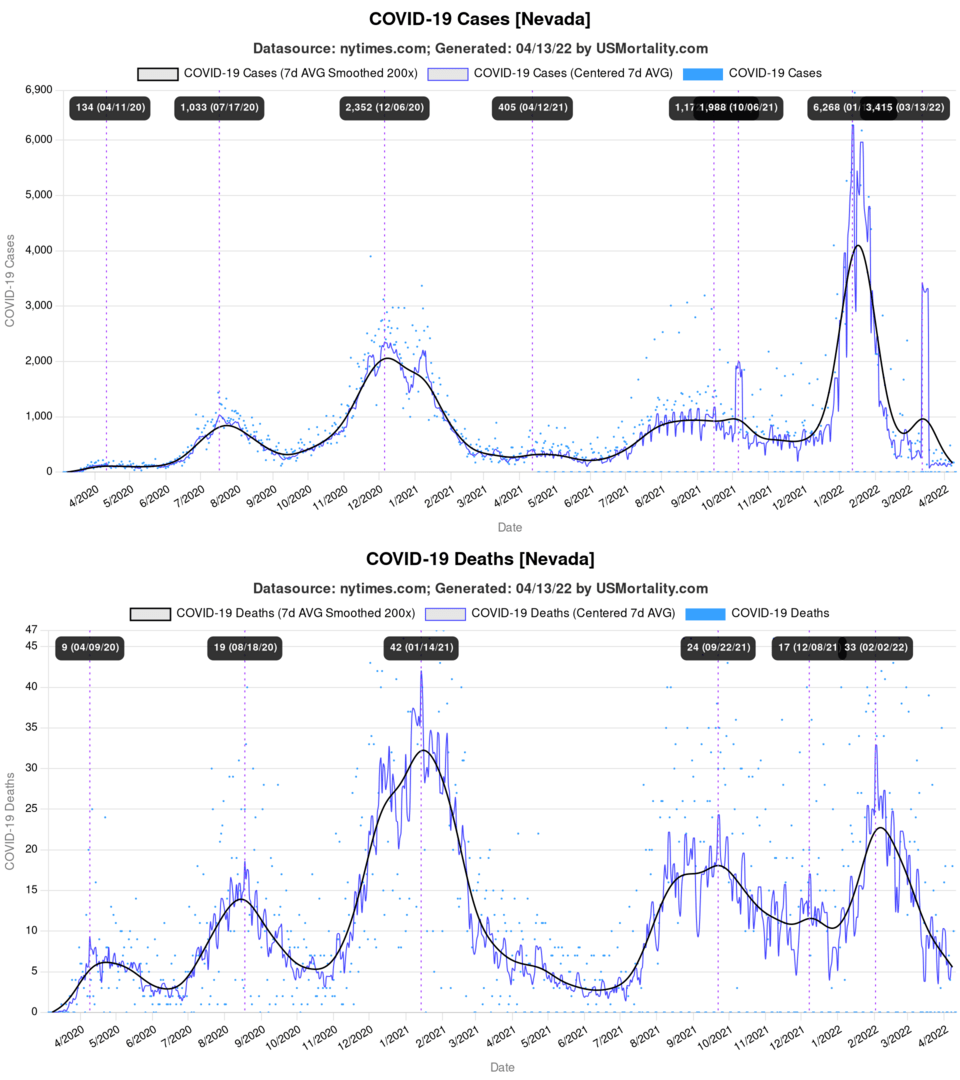 COVID-19 Cases [Nevada]
Datasource: nytimes.com; Generated: 04/13/22 by USMortality.com
COVID-19 Cases (7d AVG Smoothed 200x) COVID-19 Cases (Centered 7d AVG) COVID-19 Cases
6,900
134 (04/11/20) 1,033 (07/17/20) 2,352 (12/06/20) 405 (04/12/21) 1,17 1,988 (10/06/21) 6,268 (01/ 3,415 (03/13/22)
6,000
5,000
4,000
3,000
2,000
1,000
0
COVID-19 Cases
4/2020 5/2020 6/2020 7/2020 8/2020 9/2020 10/2020 11/2020 12/2020 1/2021 2/2021 3/2021 4/2021 5/2021 6/2021 7/2021 8/2021 9/2021 10/2021 11/2021 12/2021 1/2022 2/2022 3/2022 4/2022
Date
COVID-19 Deaths [Nevada]
Datasource: nytimes.com; Generated: 04/13/22 by USMortality.com
COVID-19 Deaths (7d AVG Smoothed 200x) COVID-19 Deaths (Centered 7d AVG) COVID-19 Deaths
47
9 (04/09/20) 19 (08/18/20) 42 (01/14/21) 24 (09/22/21) 17 (12/08/21 33 (02/02/22)
45
40
35
30
25
20
15
10
5
0
COVID-19 Deaths
4/2020 5/2020 6/2020 7/2020 8/2020 9/2020 10/2020 11/2020 12/2020 1/2021 2/2021 3/2021 4/2021 5/2021 6/2021 7/2021 8/2021 9/2021 10/2021 11/2021 12/2021 1/2022 2/2022 3/2022 4/2022
Date